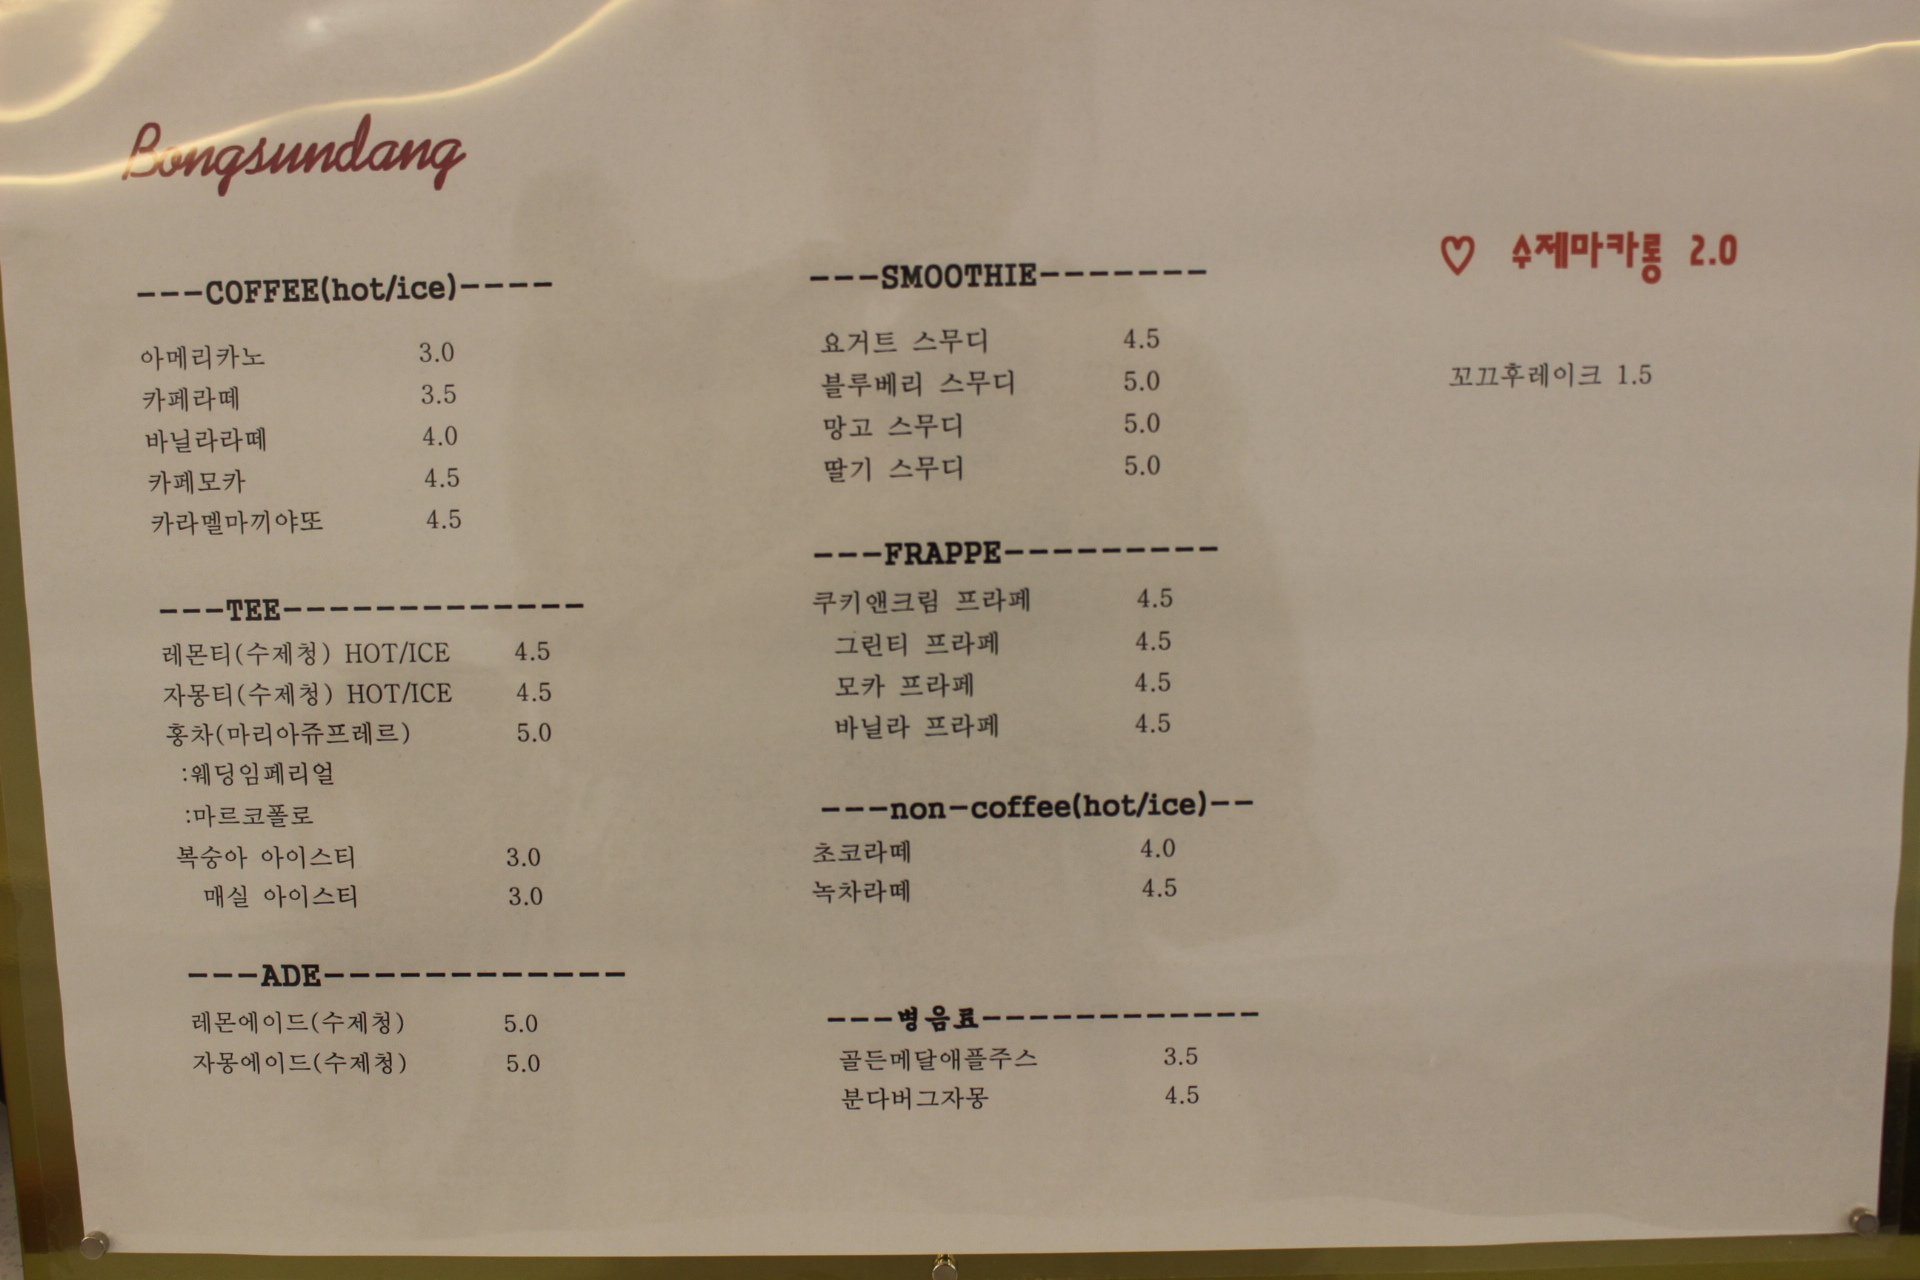 Bongsundang
---COFFEE(hot/ice)----
아메리카노 3.0
카페라떼 3.5
바닐라라떼 4.0
카페모카 4.5
카라멜마끼야또 4.5
---TEE-------------
레몬티(수제청) HOT/ICE 4.5
자몽티(수제청) HOT/ICE 4.5
홍차(마리아쥬프레르) 5.0
:웨딩임페리얼
:마르코폴로
복숭아 아이스티 3.0
매실 아이스티 3.0
---ADE------------
레몬에이드(수제청) 5.0
자몽에이드(수제청) 5.0
---SMOOTHIE-------
요거트 스무디 4.5
블루베리 스무디 5.0
망고 스무디 5.0
딸기 스무디 5.0
---FRAPPE---------
쿠키앤크림 프라페 4.5
그린티 프라페 4.5
모카 프라페 4.5
바닐라 프라페 4.5
---non-coffee(hot/ice)--
초코라떼 4.0
녹차라떼 4.5
---병음료------------
골든메달애플주스 3.5
분다버그자몽 4.5
♡ 수제마카롱 2.0
꼬끄후레이크 1.5